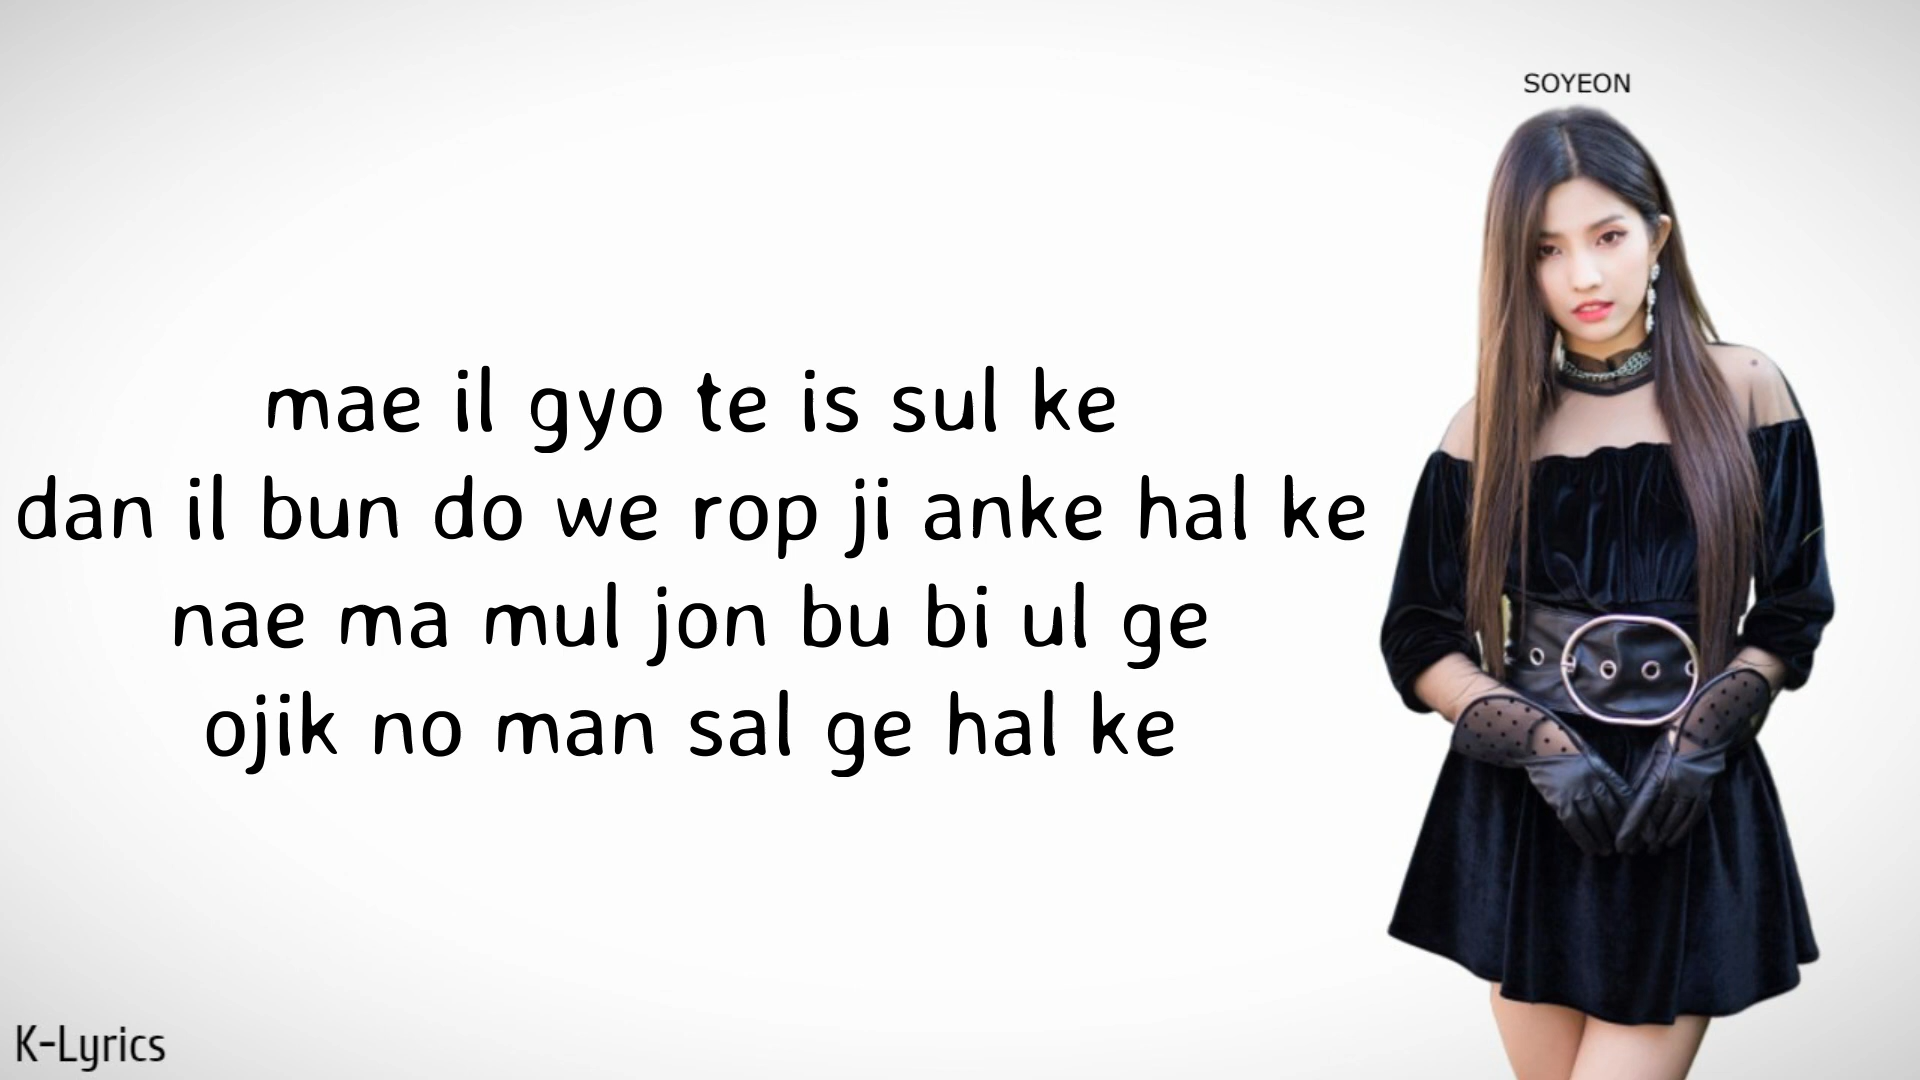 SOYEON
mae il gyo te is sul ke
dan il bun do we rop ji anke hal ke
nae ma mul jon bu bi ul ge
ojik no man sal ge hal ke
K-Lyrics